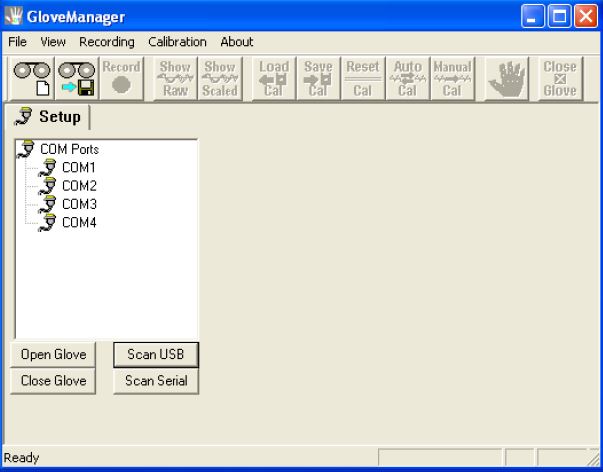 GloveManager
File View Recording Calibration About
Record Show Raw Show Scaled Load Cal Save Cal Reset Cal Auto Cal Manual Cal Close Glove
Setup
COM Ports
COM1
COM2
COM3
COM4
Open Glove Scan USB
Close Glove Scan Serial
Ready